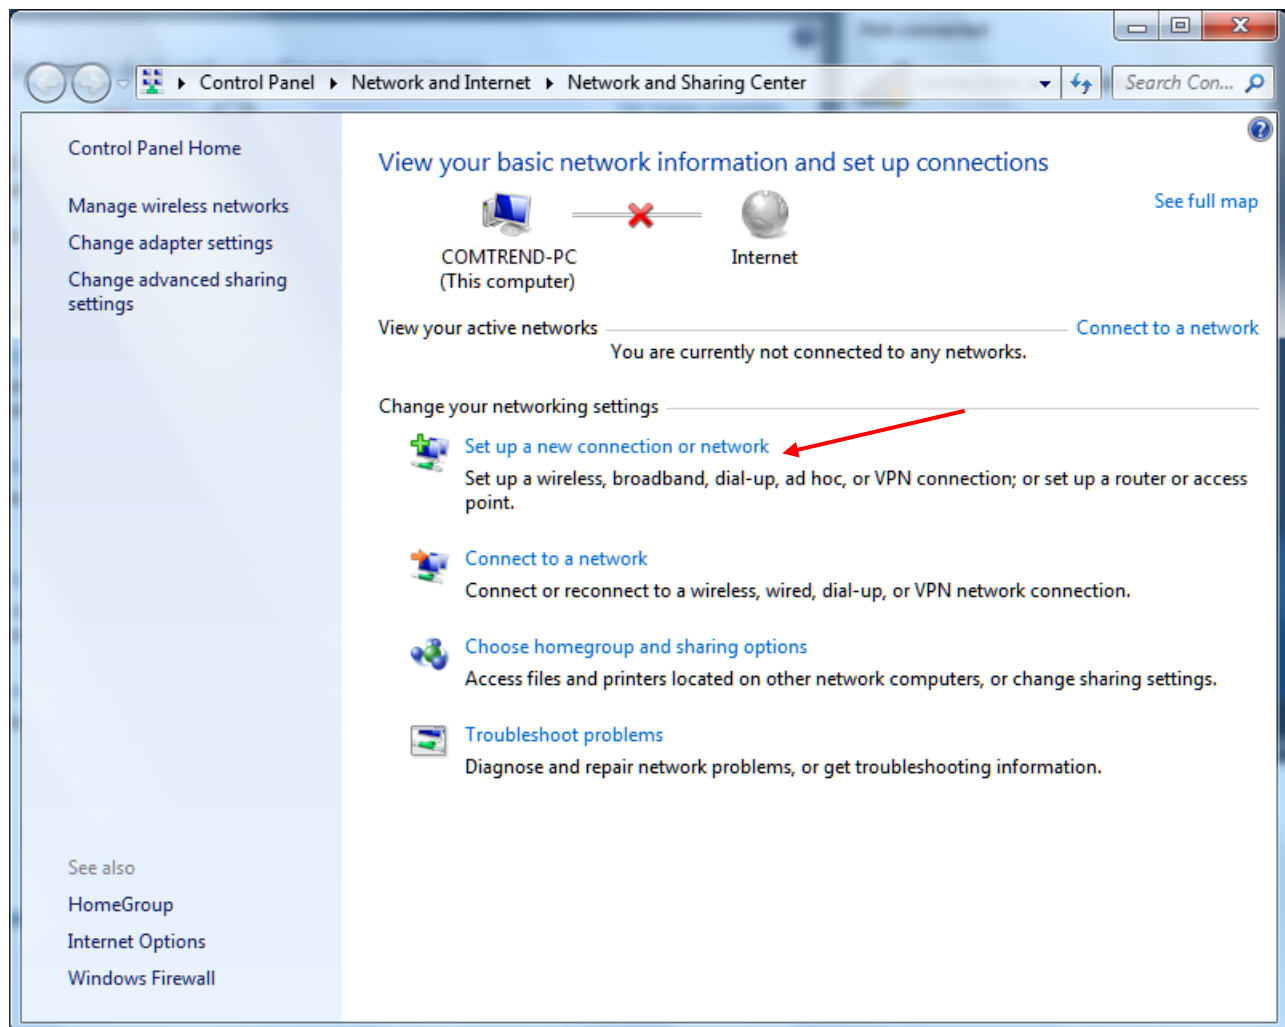 Not connected
Control Panel ▸ Network and Internet ▸ Network and Sharing Center
Search Con...
Control Panel Home
Manage wireless networks
Change adapter settings
Change advanced sharing
settings
See also
HomeGroup
Internet Options
Windows Firewall
View your basic network information and set up connections
See full map
COMTREND-PC
(This computer)
Internet
View your active networks
Connect to a network
You are currently not connected to any networks.
Change your networking settings
Set up a new connection or network
Set up a wireless, broadband, dial-up, ad hoc, or VPN connection; or set up a router or access
point.
Connect to a network
Connect or reconnect to a wireless, wired, dial-up, or VPN network connection.
Choose homegroup and sharing options
Access files and printers located on other network computers, or change sharing settings.
Troubleshoot problems
Diagnose and repair network problems, or get troubleshooting information.